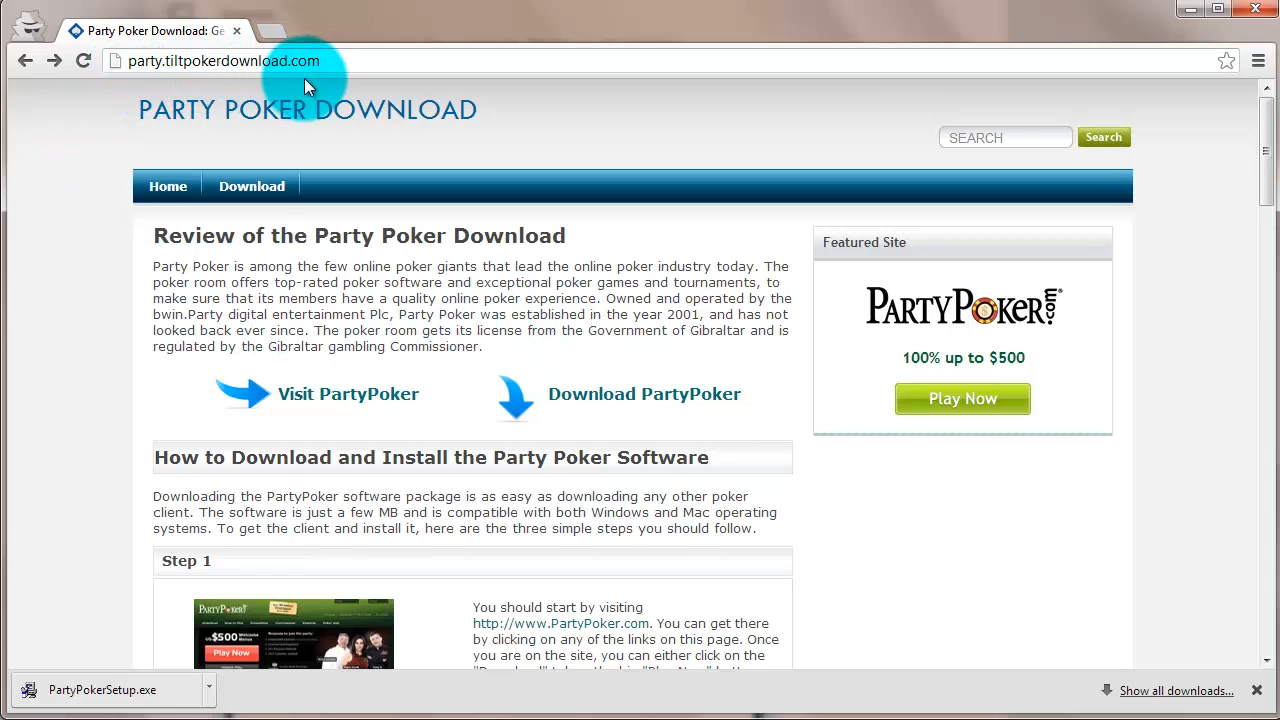 Party Poker Download: Ge
party.tiltpokerdownload.com
PARTY POKER DOWNLOAD
SEARCH
Search
Home
Download
Review of the Party Poker Download
Party Poker is among the few online poker giants that lead the online poker industry today. The
poker room offers top-rated poker software and exceptional poker games and tournaments, to
make sure that its members have a quality online poker experience. Owned and operated by the
bwin.Party digital entertainment Plc, Party Poker was established in the year 2001, and has not
looked back ever since. The poker room gets its license from the Government of Gibraltar and is
regulated by the Gibraltar gambling Commissioner.
Visit PartyPoker
Download PartyPoker
Featured Site
PARTYPOKER.COM
100% up to $500
Play Now
How to Download and Install the Party Poker Software
Downloading the PartyPoker software package is as easy as downloading any other poker
client. The software is just a few MB and is compatible with both Windows and Mac operating
systems. To get the client and install it, here are the three simple steps you should follow.
Step 1
PARTYPOKER
$500
Play Now
You should start by visiting
http://www.PartyPoker.com You can do this
by clicking any of the links on this page. Once
you are on the site, you can click on the
PartyPokerSetup.exe
Show all downloads...